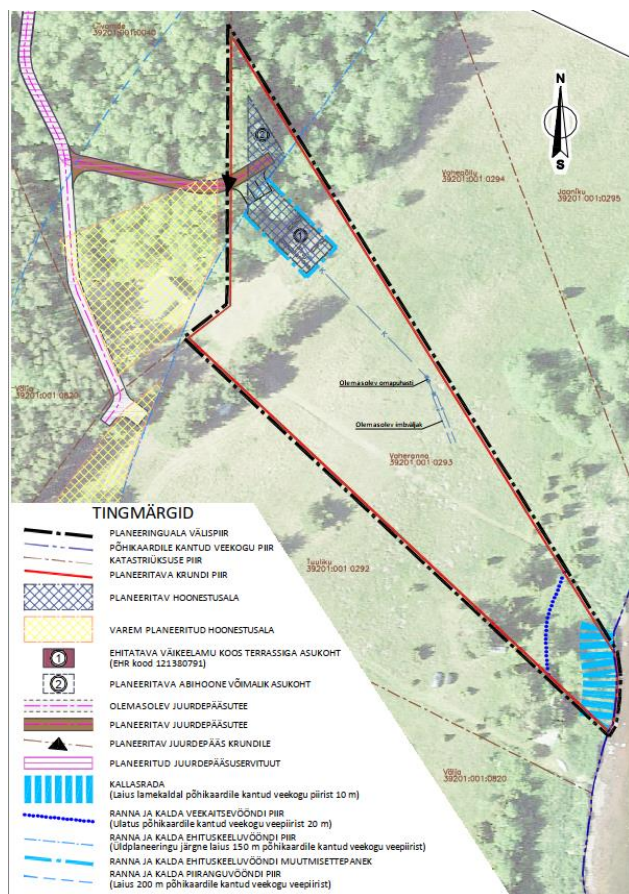 Liivamäe
39201:001:0040
N
S
2
Vahepõllu
39201:001:0294
Jaaniku
39201:001:0295
1
K
Välja
39201:001:0820
Olemasolev omapuhasti
Olemasolev imbväljak
Vaheranna
39201:001:0293
Tuuliku
39201:001:0292
Välja
39201:001:0820
TINGMÄRGID
PLANEERINGUALA VÄLISPIIR
PÕHIKAARDILE KANTUD VEEKOGU PIIR
KATASTRIÜKSUSE PIIR
PLANEERITAVA KRUNDI PIIR
PLANEERITAV HOONESTUSALA
VAREM PLANEERITUD HOONESTUSALA
1
EHITATAVA VÄIKEELAMU KOOS TERRASSIGA ASUKOHT
(EHR kood 121380791)
2
PLANEERITAVA ABIHOONE VÕIMALIK ASUKOHT
OLEMASOLEV JUURDEPÄÄSUTEE
PLANEERITAV JUURDEPÄÄSUTEE
PLANEERITAV JUURDEPÄÄS KRUNDILE
PLANEERITUD JUURDEPÄÄSUSERVITUUT
KALLASRADA
(Laius lamekaldal põhikaardile kantud veekogu piirist 10 m)
RANNA JA KALDA VEEKAITSEVÖÖNDI PIIR
(Ulatus põhikaardile kantud veekogu veepiirist 20 m)
RANNA JA KALDA EHITUSKEELUVÖÖNDI PIIR
(Üldplaneeringu järgne laius 150 m põhikaardile kantud veekogu veepiirist)
RANNA JA KALDA EHITUSKEELUVÖÖNDI MUUTMISETTEPANEK
RANNA JA KALDA PIIRANGUVÖÖNDI PIIR
(Laius 200 m põhikaardile kantud veekogu veepiirist)